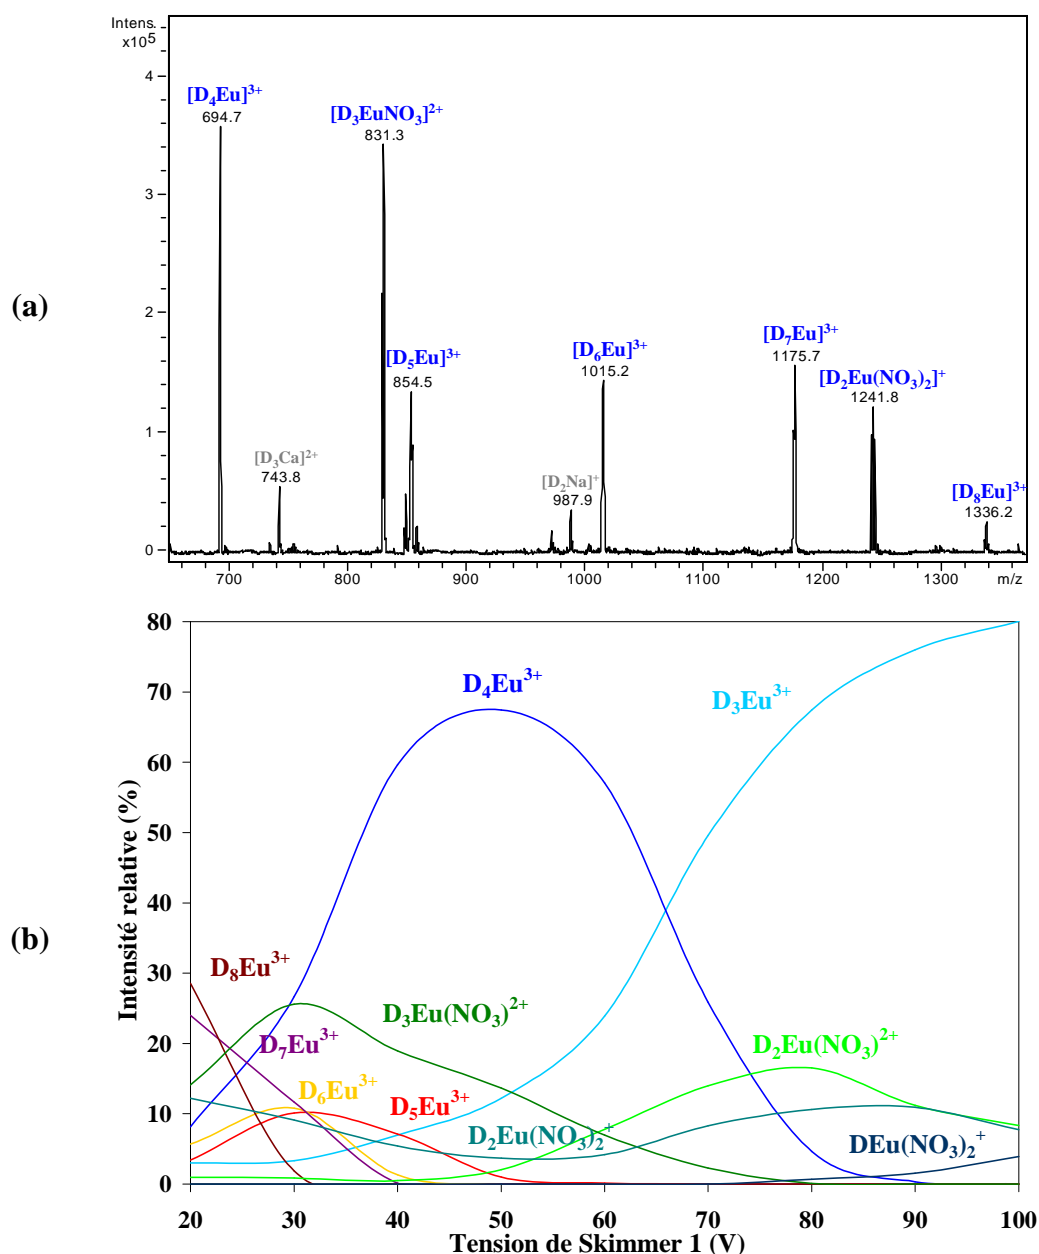 Intens.
x10⁵
[D₄Eu]³⁺
694.7
[D₃EuNO₃]²⁺
831.3
[D₅Eu]³⁺
854.5
[D₃Ca]²⁺
743.8
[D₂Na]⁺
987.9
[D₆Eu]³⁺
1015.2
[D₇Eu]³⁺
1175.7
[D₂Eu(NO₃)₂]⁺
1241.8
[D₈Eu]³⁺
1336.2
4
3
2
1
0
(a)
700 800 900 1000 1100 1200 1300 m/z
80
70
60
50
40
30
20
10
0
Intensité relative (%)
(b)
D₄Eu³⁺
D₃Eu³⁺
D₈Eu³⁺
D₃Eu(NO₃)²⁺
D₇Eu³⁺
D₂Eu(NO₃)²⁺
D₆Eu³⁺
D₅Eu³⁺
D₂Eu(NO₃)₂⁺
DEu(NO₃)₂⁺
20 30 40 50 60 70 80 90 100
Tension de Skimmer 1 (V)